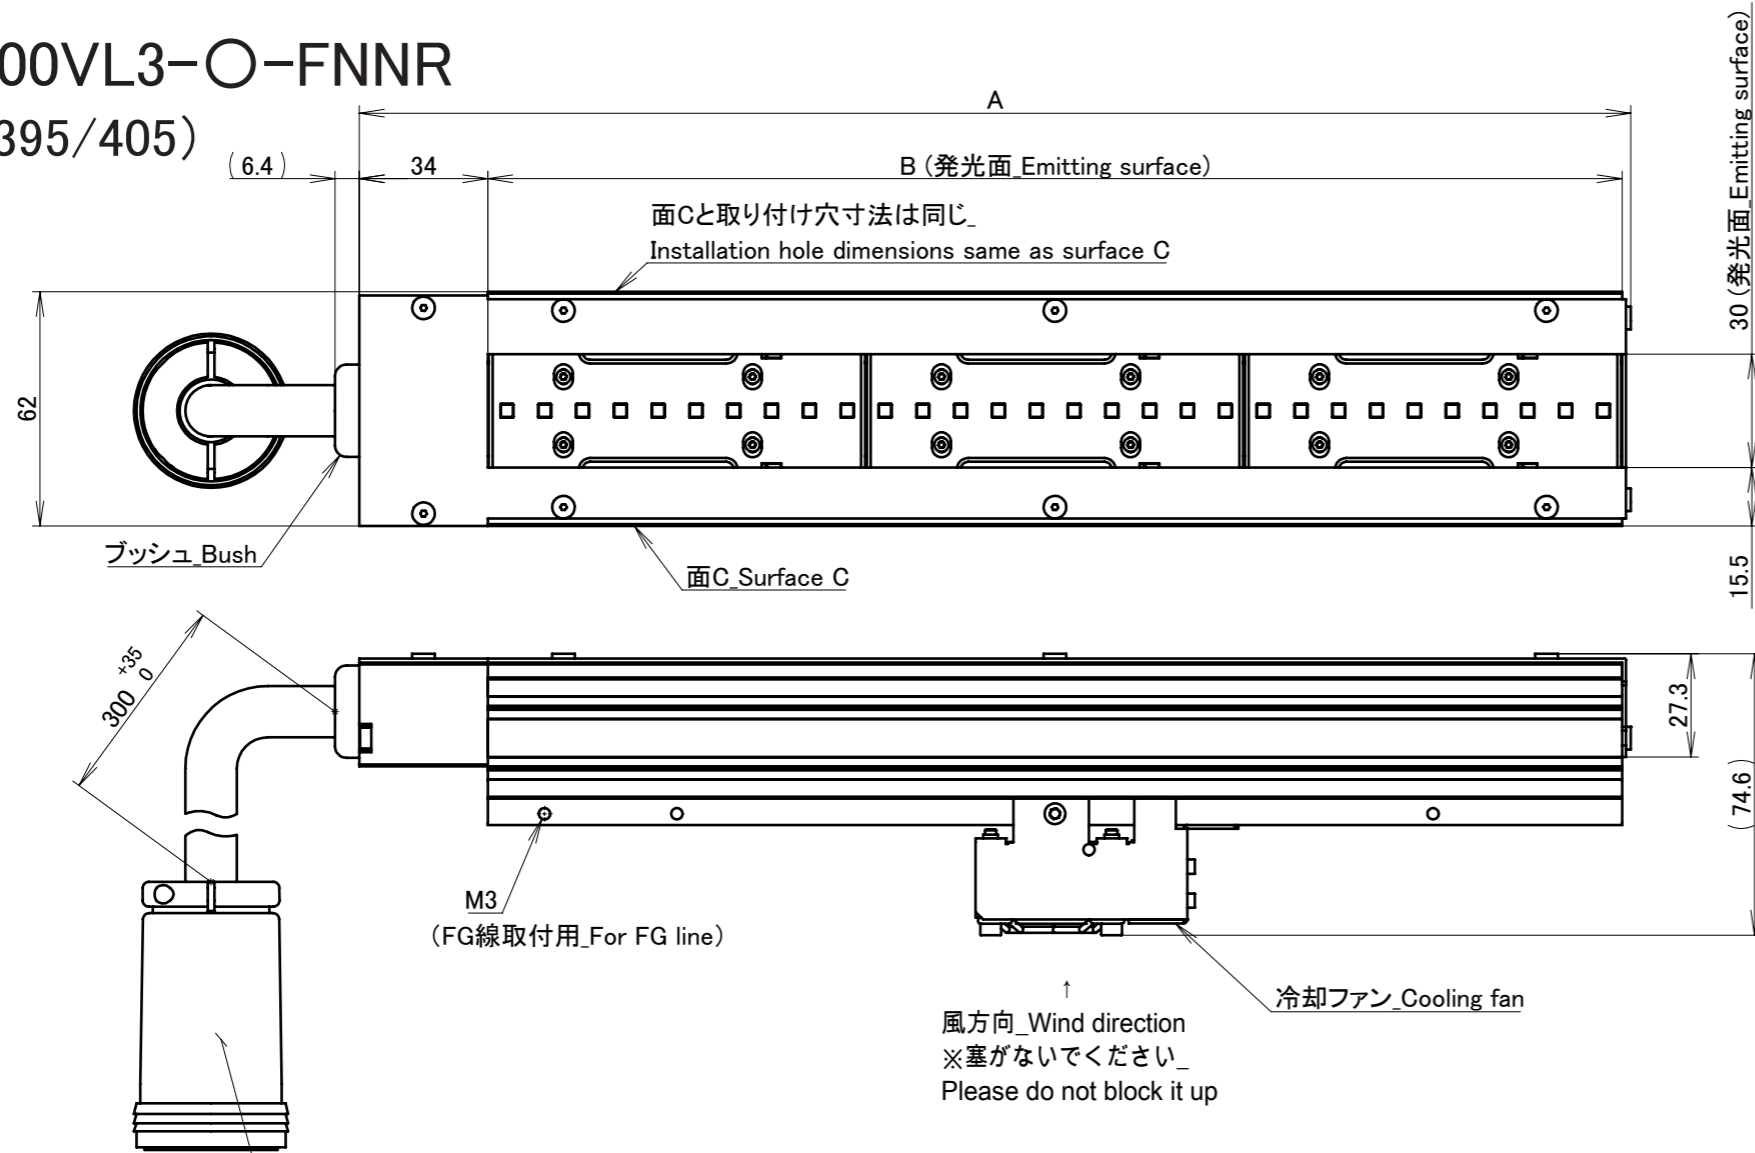 00VL3-○-FNNR
395/405)
A
(6.4)
34
B (発光面_Emitting surface)
30 (発光面_Emitting surface)
面Cと取り付け穴寸法は同じ_
Installation hole dimensions same as surface C
62
ブッシュ_Bush
面C_Surface C
15.5
300 +35 0
27.3
(74.6)
M3
(FG線取付用_For FG line)
↑
風方向_Wind direction
※塞がないでください_
Please do not block it up
冷却ファン_Cooling fan